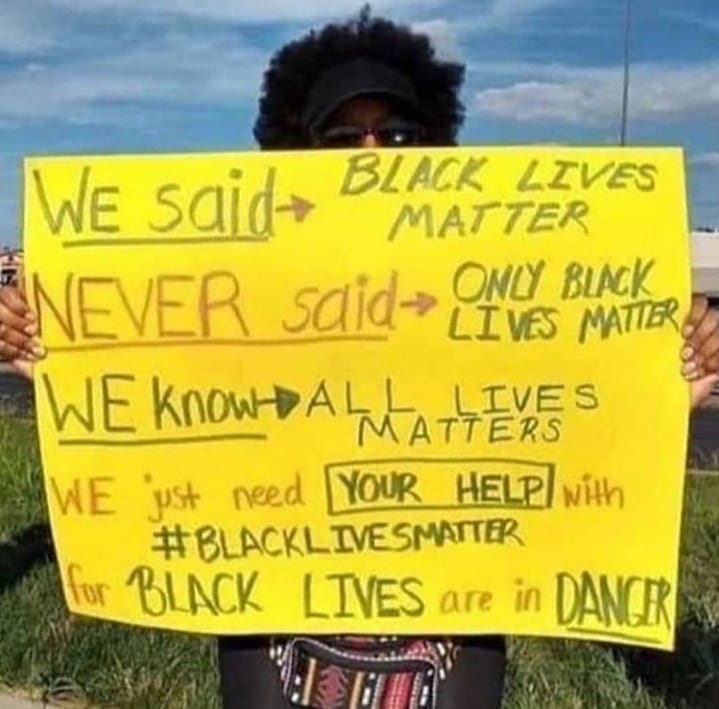 WE said→ BLACK LIVES
MATTER
NEVER said→ ONLY BLACK
LIVES MATTER
WE know→ ALL LIVES
MATTERS
WE just need YOUR HELP with
#BLACKLIVESMATTER
for BLACK LIVES are in DANGER